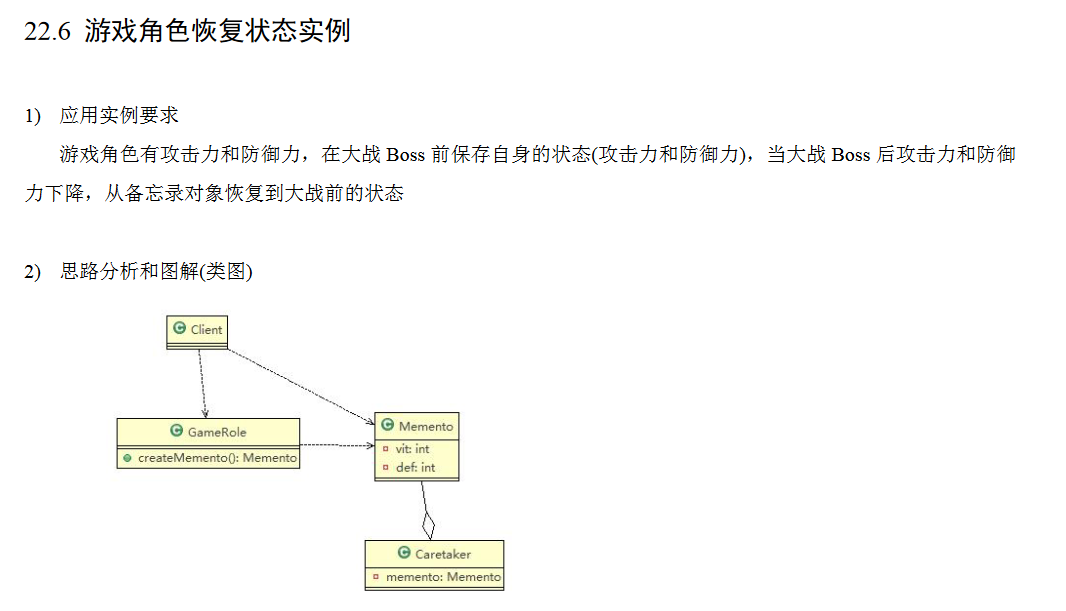 22.6 游戏角色恢复状态实例
1) 应用实例要求
游戏角色有攻击力和防御力，在大战 Boss 前保存自身的状态(攻击力和防御力)，当大战 Boss 后攻击力和防御
力下降，从备忘录对象恢复到大战前的状态
2) 思路分析和图解(类图)
C Client
C GameRole
createMemento(): Memento
C Memento
vit: int
def: int
C Caretaker
memento: Memento